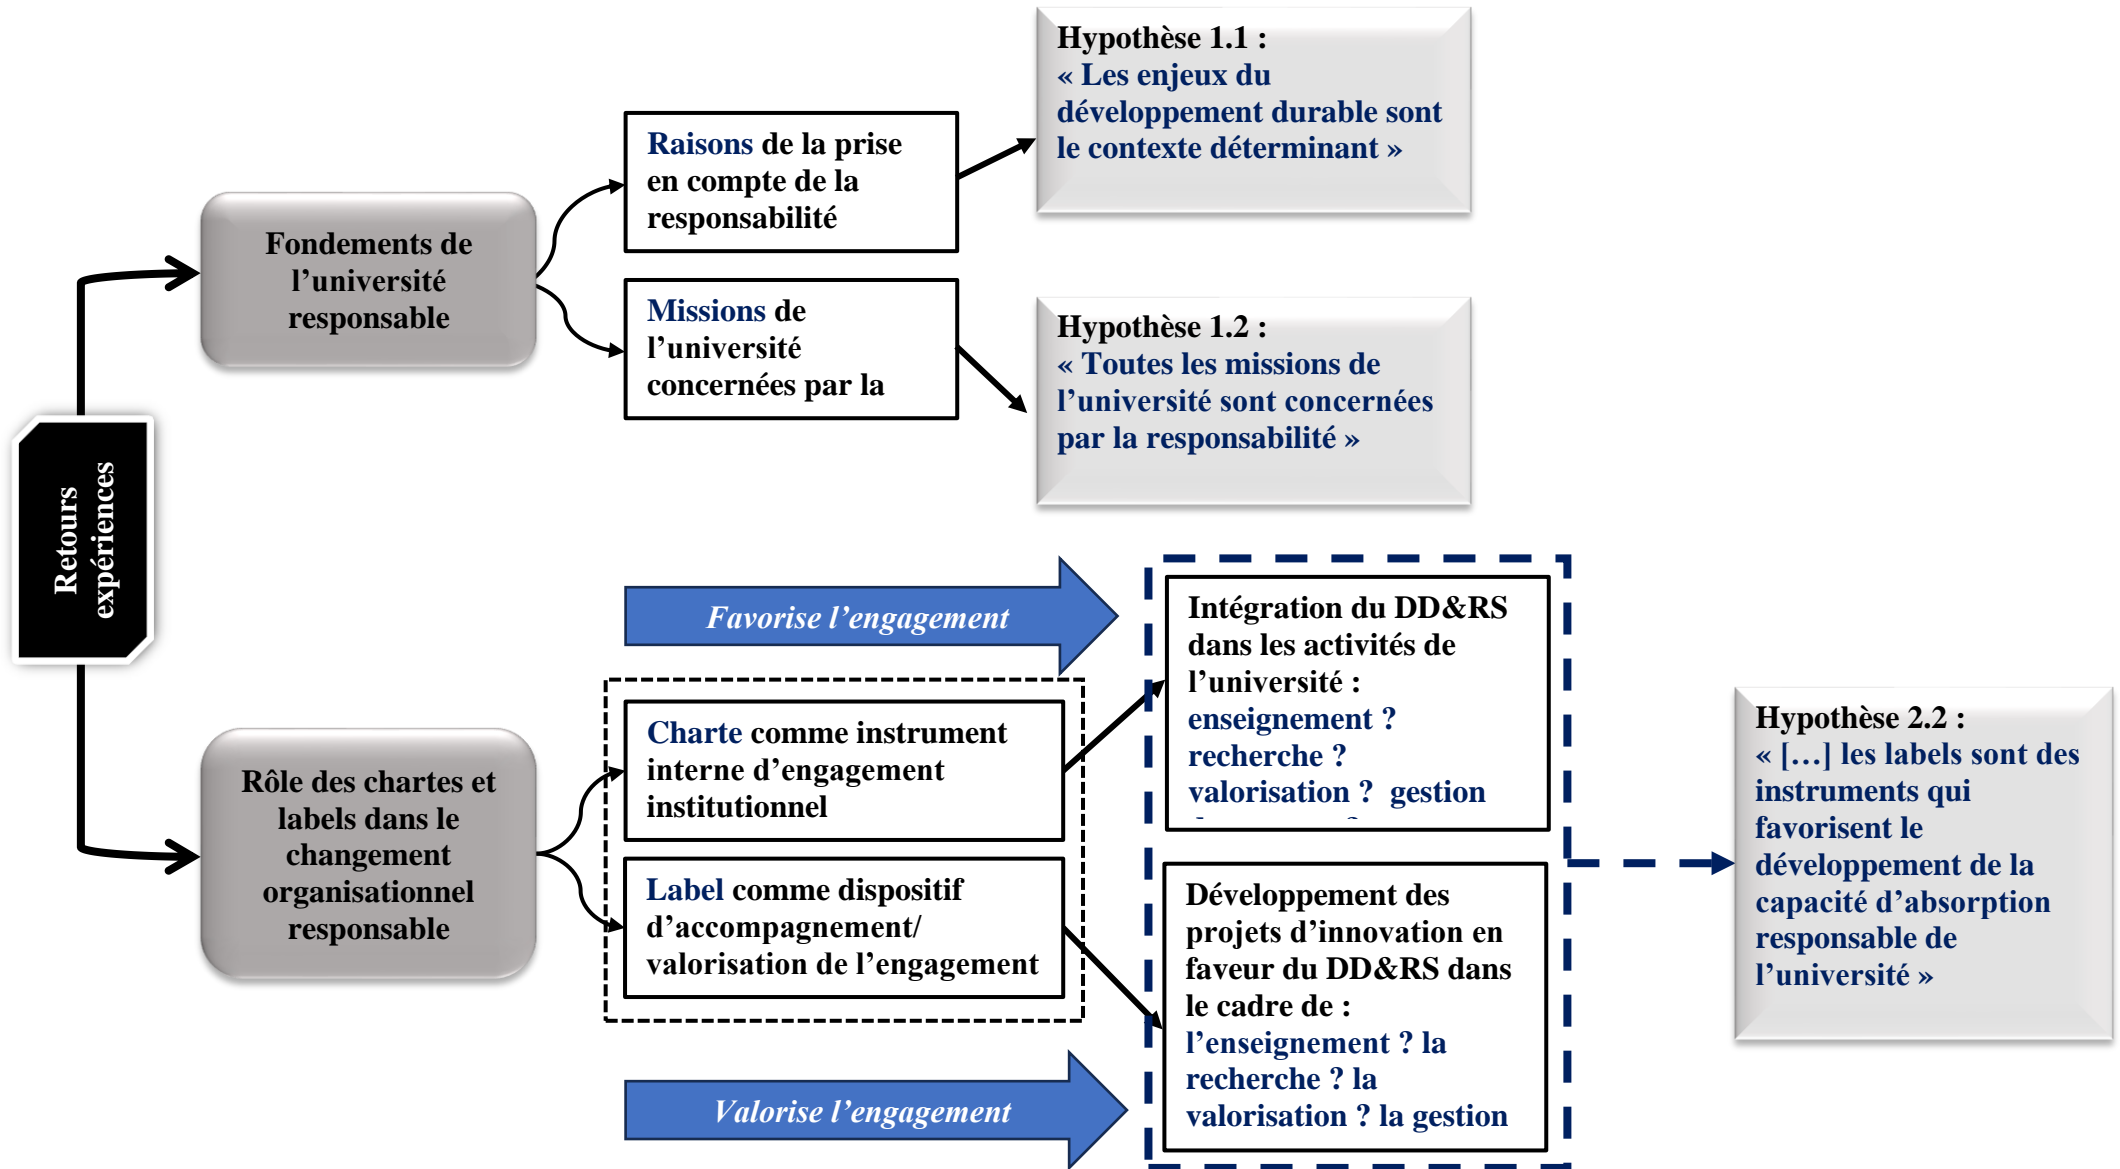 Retours
expériences
Fondements de
l’université
responsable
Raisons de la prise
en compte de la
responsabilité
Missions de
l’université
concernées par la
Hypothèse 1.1 :
« Les enjeux du
développement durable sont
le contexte déterminant »
Hypothèse 1.2 :
« Toutes les missions de
l’université sont concernées
par la responsabilité »
Rôle des chartes et
labels dans le
changement
organisationnel
responsable
Favorise l’engagement
Charte comme instrument
interne d’engagement
institutionnel
Label comme dispositif
d’accompagnement/
valorisation de l’engagement
Valorise l’engagement
Intégration du DD&RS
dans les activités de
l’université :
enseignement ?
recherche ?
valorisation ? gestion
Développement des
projets d’innovation en
faveur du DD&RS dans
le cadre de :
l’enseignement ? la
recherche ? la
valorisation ? la gestion
Hypothèse 2.2 :
« […] les labels sont des
instruments qui
favorisent le
développement de la
capacité d’absorption
responsable de
l’université »